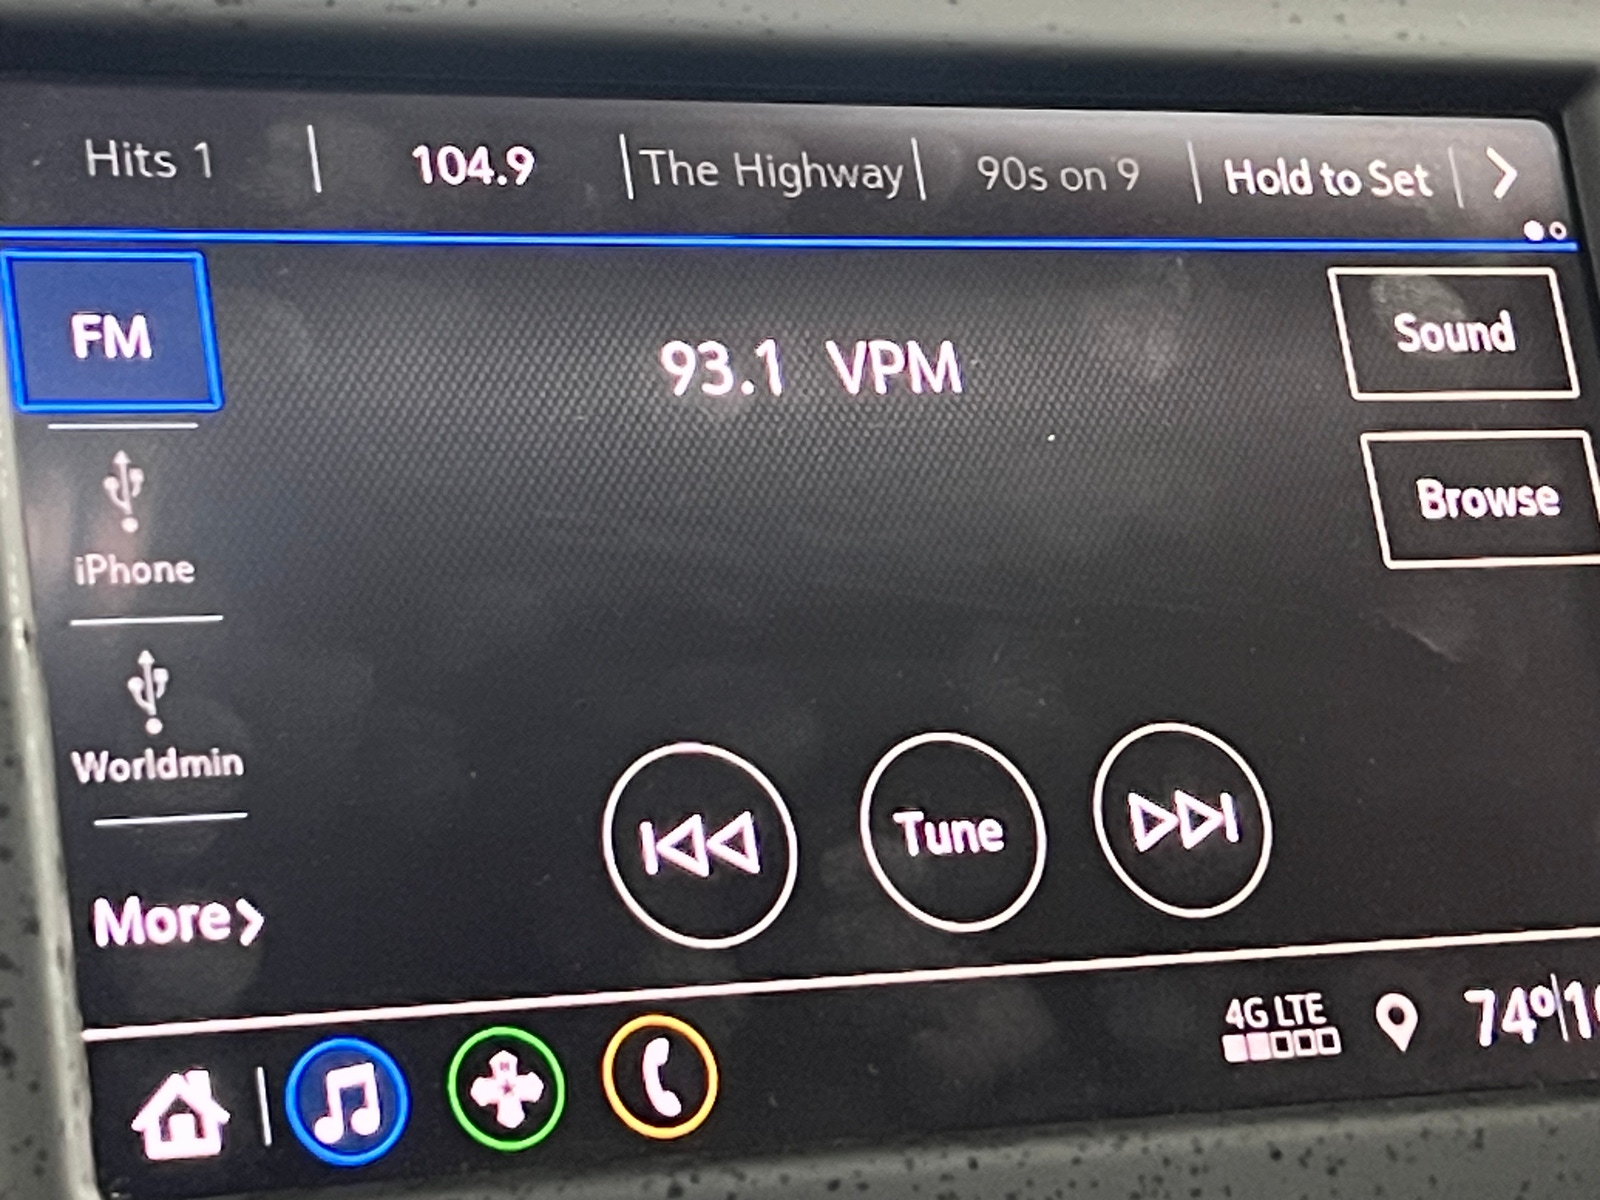 Hits 1 | 104.9 | The Highway | 90s on 9 | Hold to Set |
FM
93.1 VPM
Sound
iPhone
Browse
Worldmin
Tune
More
4G LTE
74°